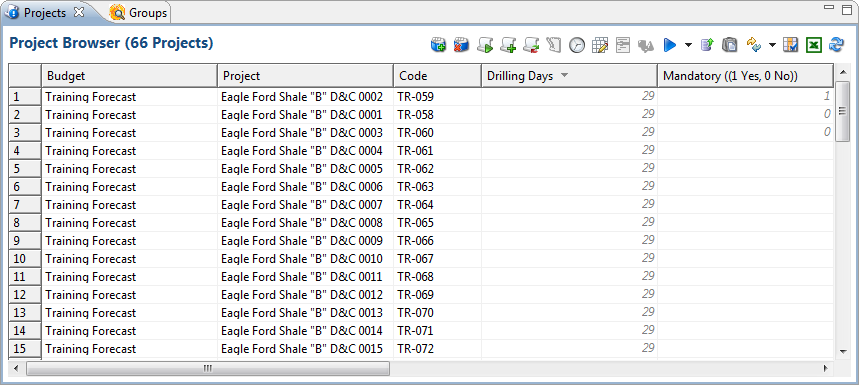 Projects Groups
Project Browser (66 Projects)
Budget Project Code Drilling Days Mandatory ((1 Yes, 0 No))
1 Training Forecast Eagle Ford Shale "B" D&C 0002 TR-059 29 1
2 Training Forecast Eagle Ford Shale "B" D&C 0001 TR-058 29 0
3 Training Forecast Eagle Ford Shale "B" D&C 0003 TR-060 29 0
4 Training Forecast Eagle Ford Shale "B" D&C 0004 TR-061 29
5 Training Forecast Eagle Ford Shale "B" D&C 0005 TR-062 29
6 Training Forecast Eagle Ford Shale "B" D&C 0006 TR-063 29
7 Training Forecast Eagle Ford Shale "B" D&C 0007 TR-064 29
8 Training Forecast Eagle Ford Shale "B" D&C 0008 TR-065 29
9 Training Forecast Eagle Ford Shale "B" D&C 0009 TR-066 29
10 Training Forecast Eagle Ford Shale "B" D&C 0010 TR-067 29
11 Training Forecast Eagle Ford Shale "B" D&C 0011 TR-068 29
12 Training Forecast Eagle Ford Shale "B" D&C 0012 TR-069 29
13 Training Forecast Eagle Ford Shale "B" D&C 0013 TR-070 29
14 Training Forecast Eagle Ford Shale "B" D&C 0014 TR-071 29
15 Training Forecast Eagle Ford Shale "B" D&C 0015 TR-072 29